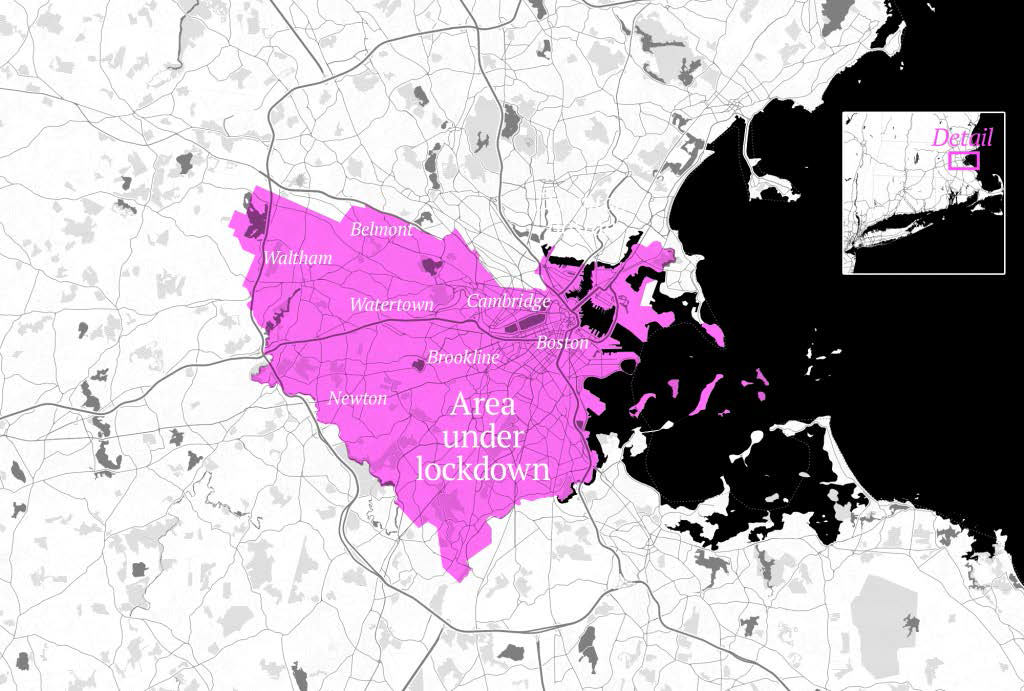 Detail
Belmont
Waltham
Watertown
Cambridge
Boston
Brookline
Newton
Area
under
lockdown